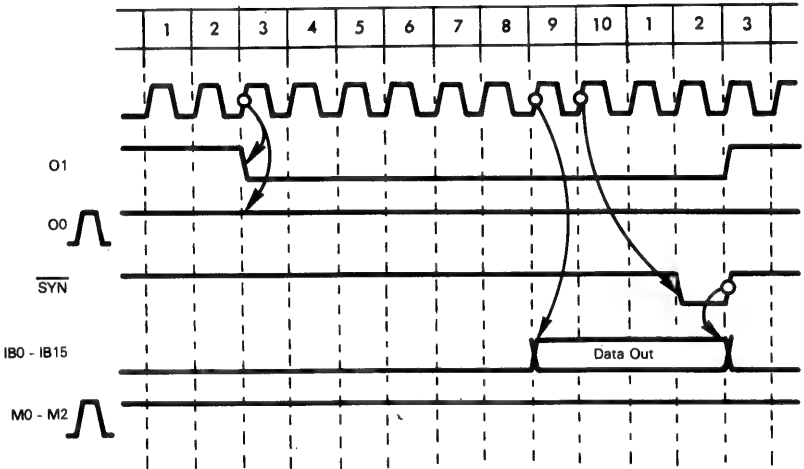 1 2 3 4 5 6 7 8 9 10 1 2 3
O1
O0
SYN
IB0 - IB15
Data Out
M0 - M2